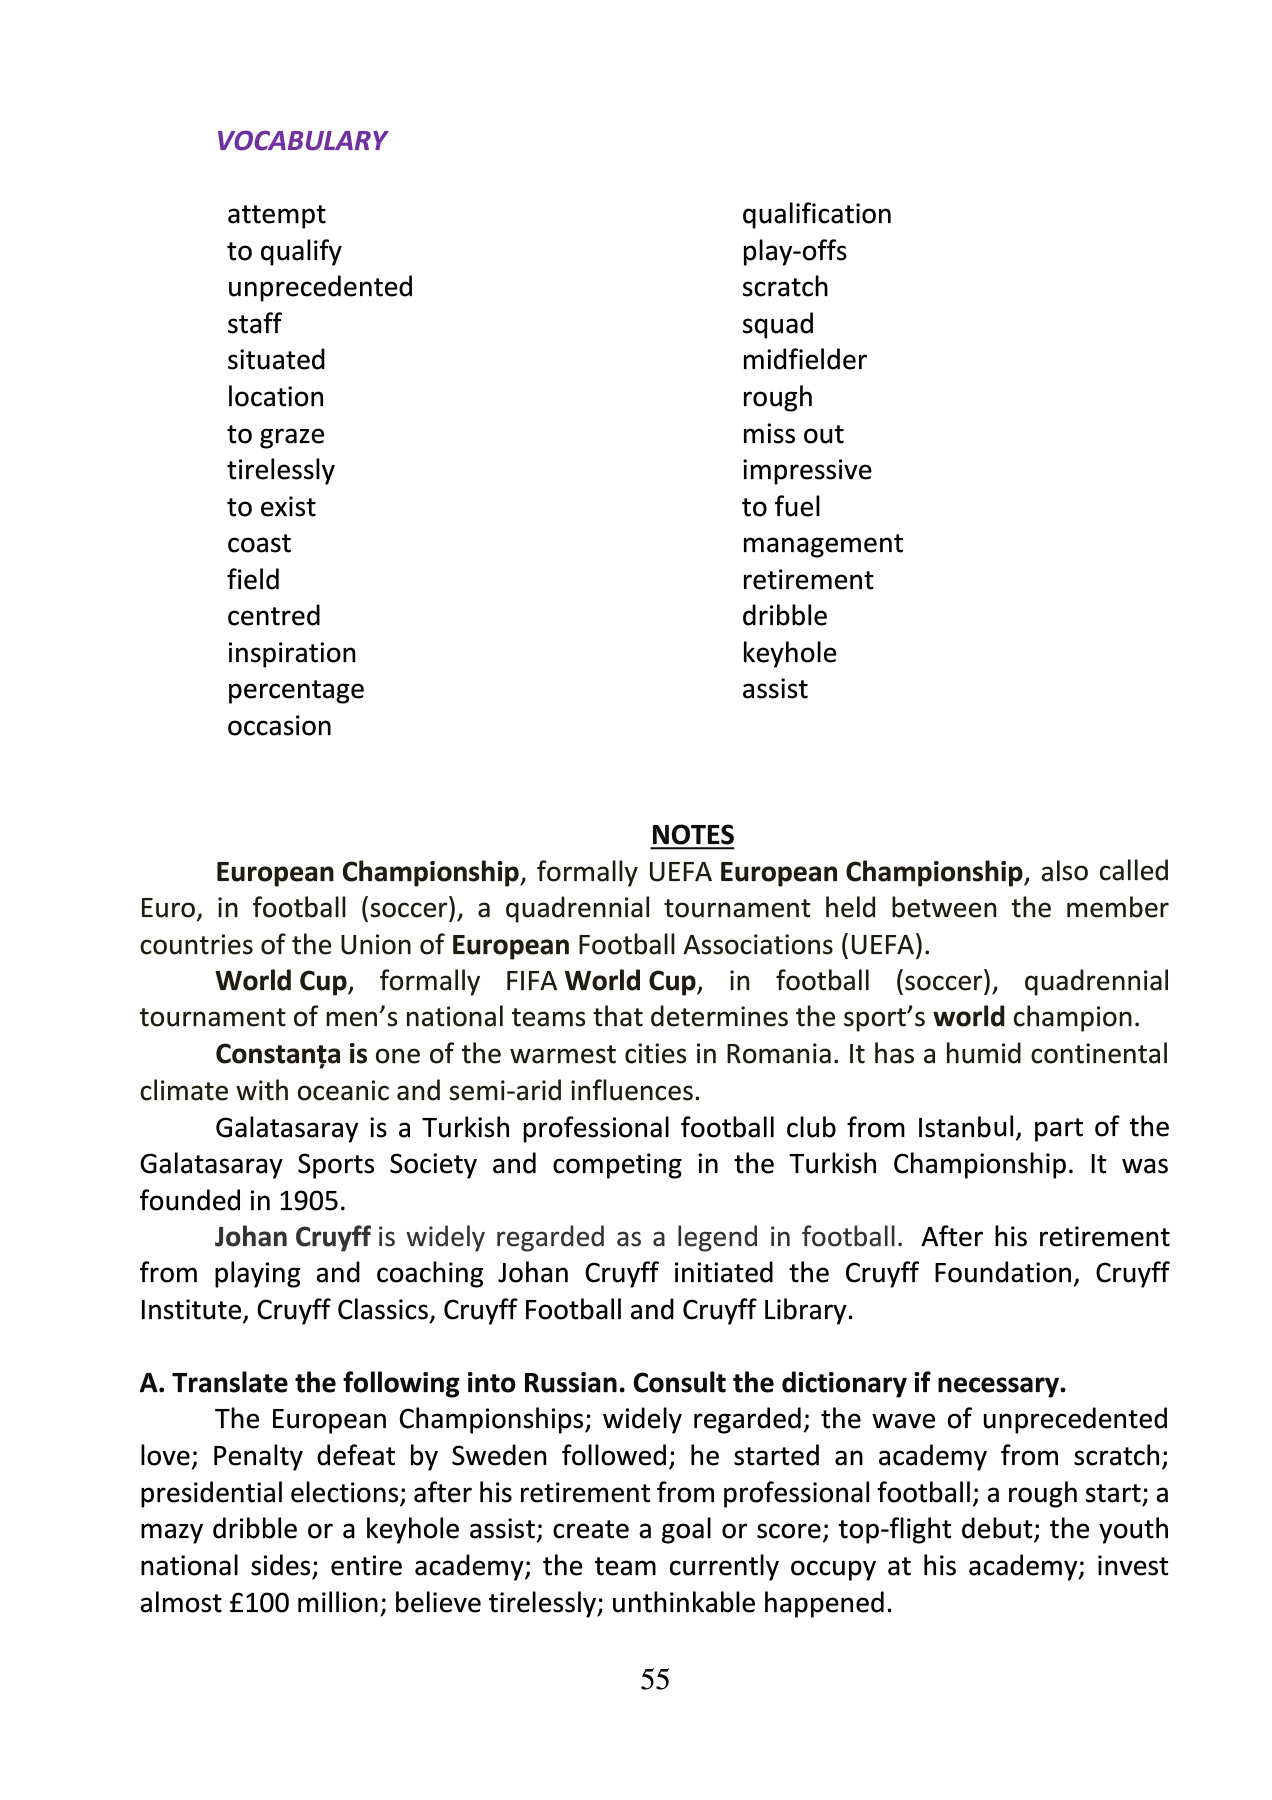 VOCABULARY
attempt
to qualify
unprecedented
staff
situated
location
to graze
tirelessly
to exist
coast
field
centred
inspiration
percentage
occasion
qualification
play-offs
scratch
squad
midfielder
rough
miss out
impressive
to fuel
management
retirement
dribble
keyhole
assist
NOTES
European Championship, formally UEFA European Championship, also called
Euro, in football (soccer), a quadrennial tournament held between the member
countries of the Union of European Football Associations (UEFA).
World Cup, formally FIFA World Cup, in football (soccer), quadrennial
tournament of men’s national teams that determines the sport’s world champion.
Constanța is one of the warmest cities in Romania. It has a humid continental
climate with oceanic and semi-arid influences.
Galatasaray is a Turkish professional football club from Istanbul, part of the
Galatasaray Sports Society and competing in the Turkish Championship. It was
founded in 1905.
Johan Cruyff is widely regarded as a legend in football. After his retirement
from playing and coaching Johan Cruyff initiated the Cruyff Foundation, Cruyff
Institute, Cruyff Classics, Cruyff Football and Cruyff Library.
A. Translate the following into Russian. Consult the dictionary if necessary.
The European Championships; widely regarded; the wave of unprecedented
love; Penalty defeat by Sweden followed; he started an academy from scratch;
presidential elections; after his retirement from professional football; a rough start; a
mazy dribble or a keyhole assist; create a goal or score; top-flight debut; the youth
national sides; entire academy; the team currently occupy at his academy; invest
almost £100 million; believe tirelessly; unthinkable happened.
55